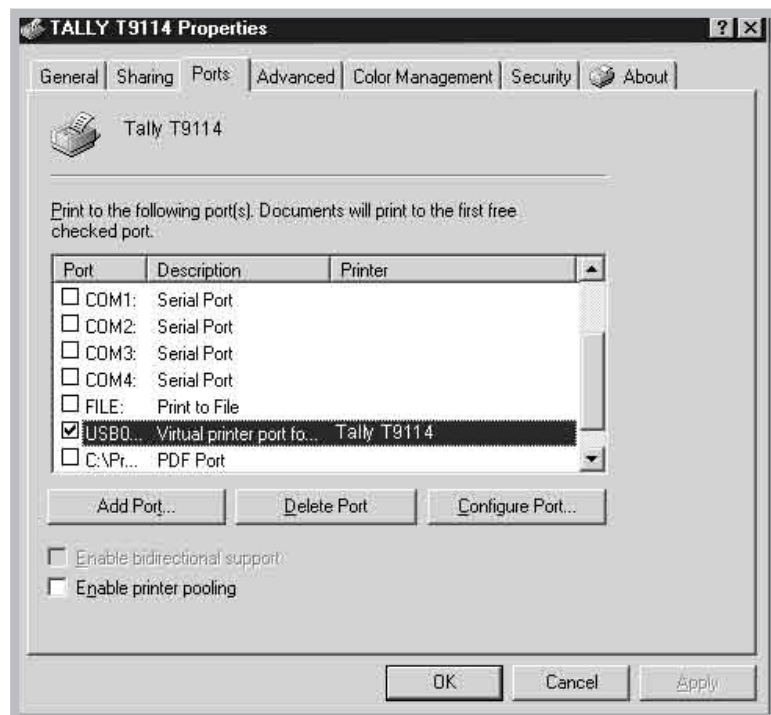 TALLY T9114 Properties
General Sharing Ports Advanced Color Management Security About
Tally T9114
Print to the following port(s). Documents will print to the first free
checked port.
Port Description Printer
COM1: Serial Port
COM2: Serial Port
COM3: Serial Port
COM4: Serial Port
FILE: Print to File
USB0... Virtual printer port fo... Tally T9114
C:\Pr... PDF Port
Add Port... Delete Port Configure Port...
Enable bidirectional support
Enable printer pooling
OK Cancel Apply